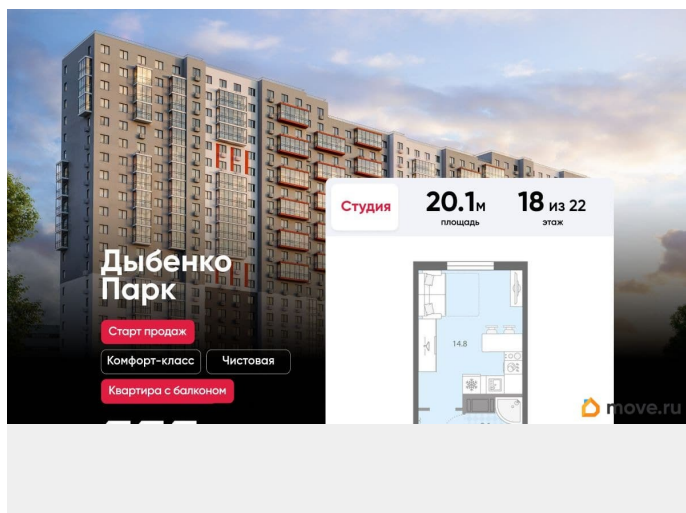 Дыбенко
Парк
Старт продаж
Комфорт-класс
Чистовая
Квартира с балконом
Студия
20.1м
площадь
18 из 22
этаж
14.8
move.ru